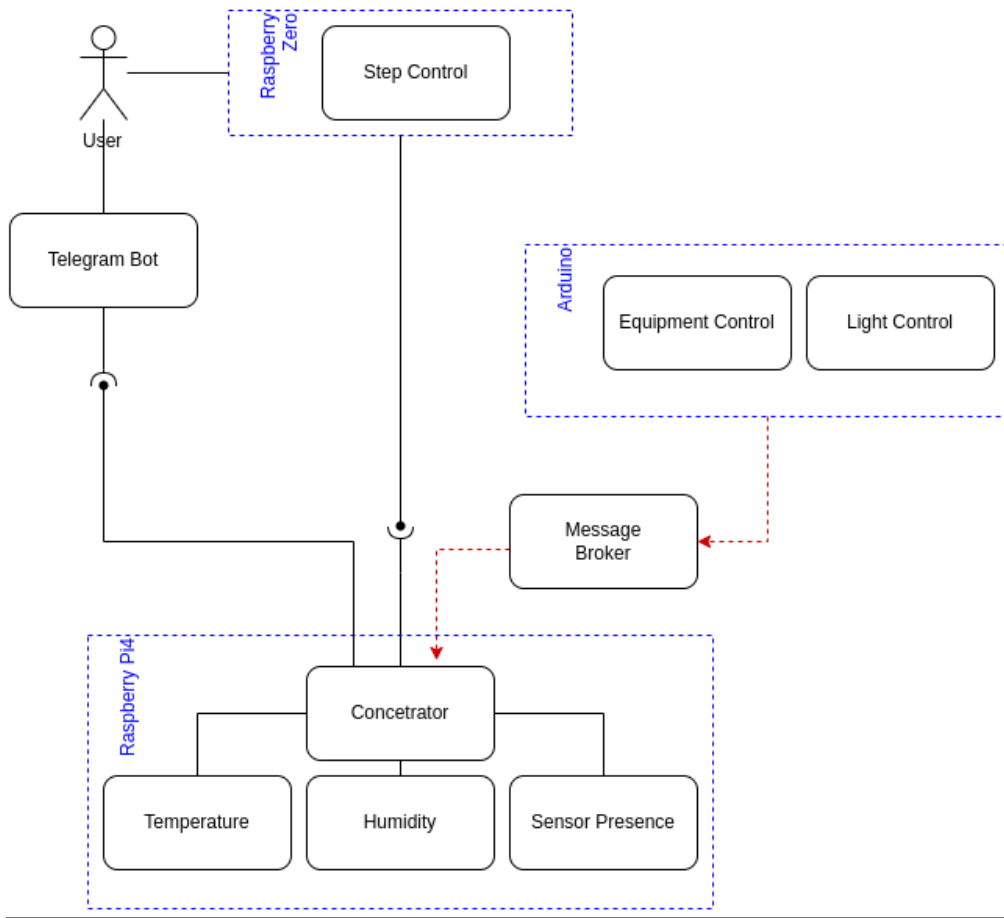 Raspberry
Zero
Step Control
User
Telegram Bot
Arduino
Equipment Control
Light Control
Message
Broker
Raspberry Pi4
Concetrator
Temperature
Humidity
Sensor Presence